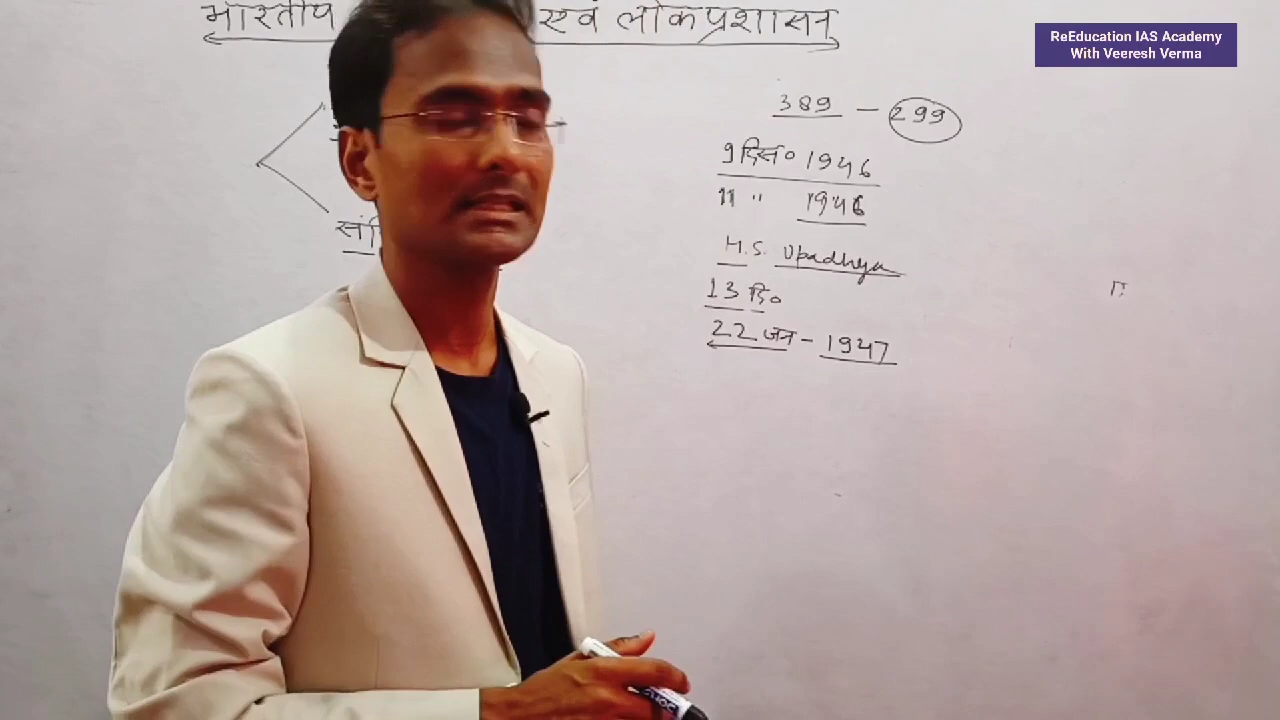 भारतीय एवं लोकप्रशासन
ReEducation IAS Academy
With Veeresh Verma
389 - 299
9 दिस० 1946
11 " 1946
H.S. Upadhya
13 दि०
22 जन - 1947